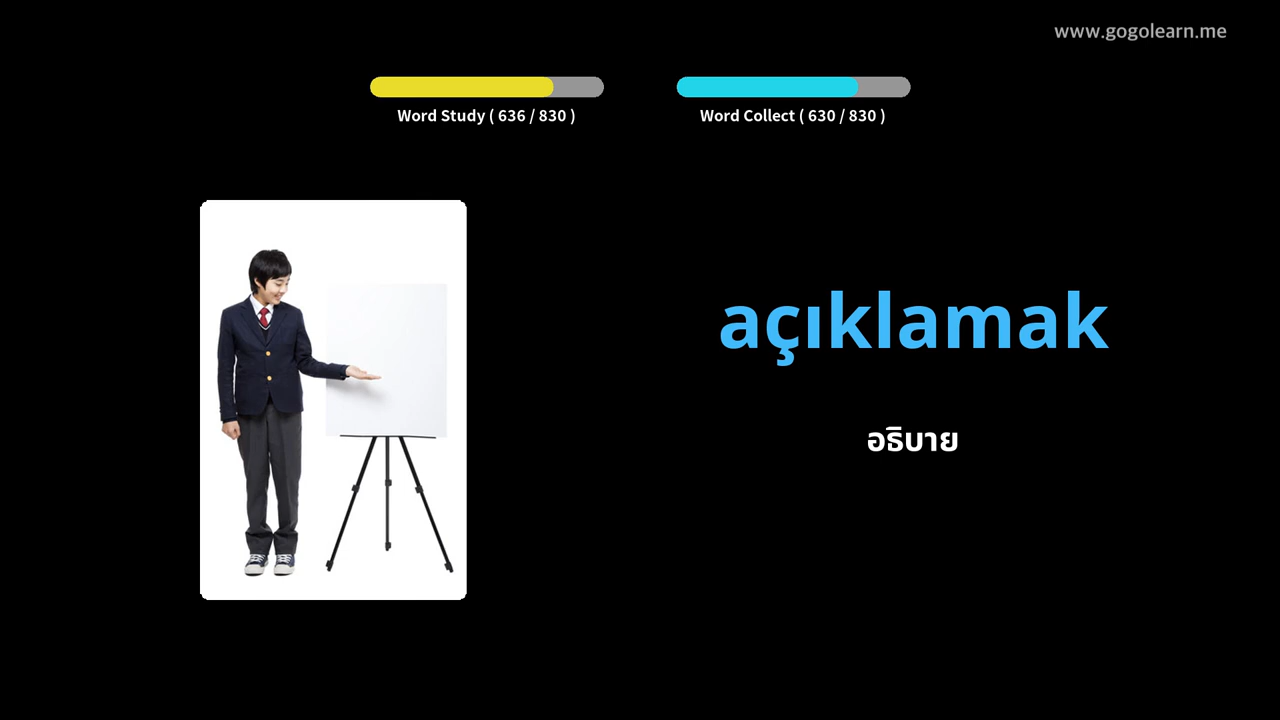 www.gogolearn.me
Word Study ( 636 / 830 )
Word Collect ( 630 / 830 )
açıklamak
อธิบาย